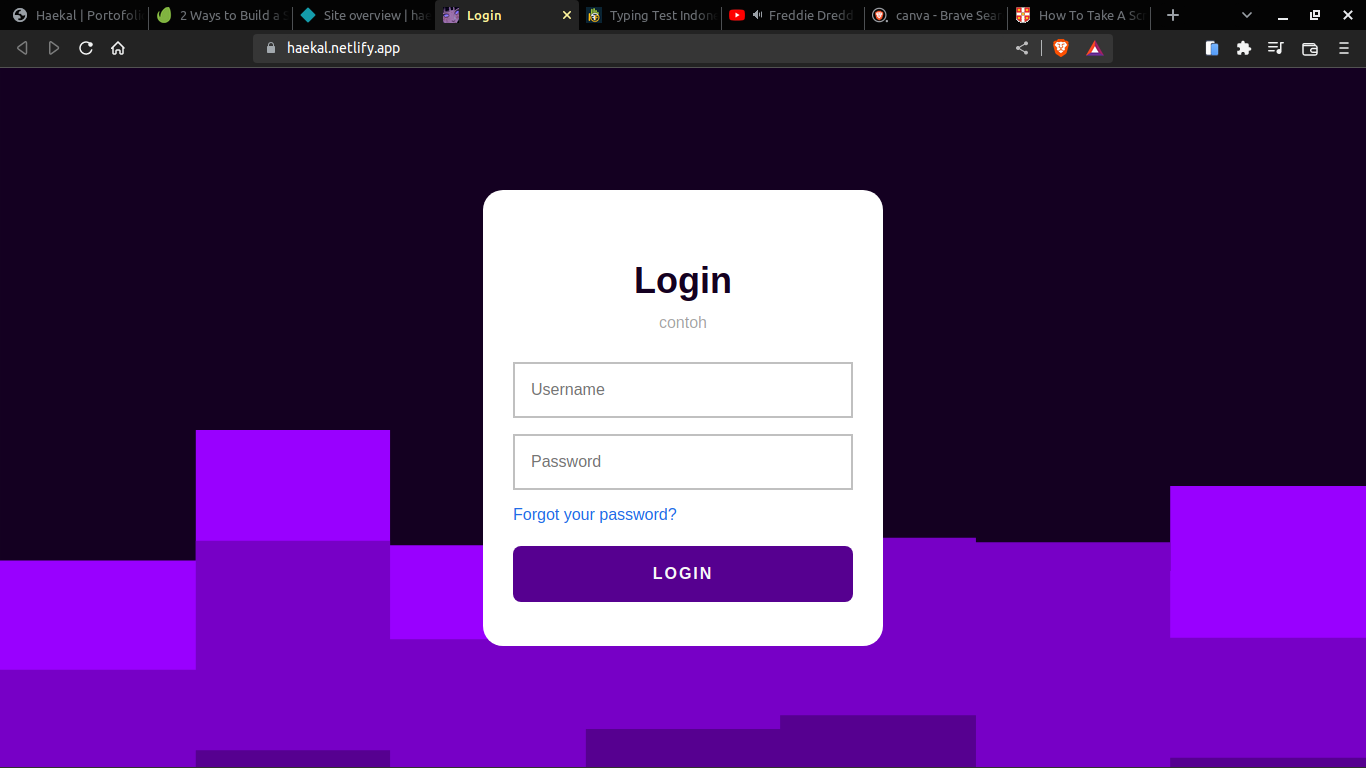 Haekal | Portofoli
2 Ways to Build a S
Site overview | hae
Login
Typing Test Indone
Freddie Dredd
canva - Brave Sear
How To Take A Scr
haekal.netlify.app
Login
contoh
Username
Password
Forgot your password?
LOGIN